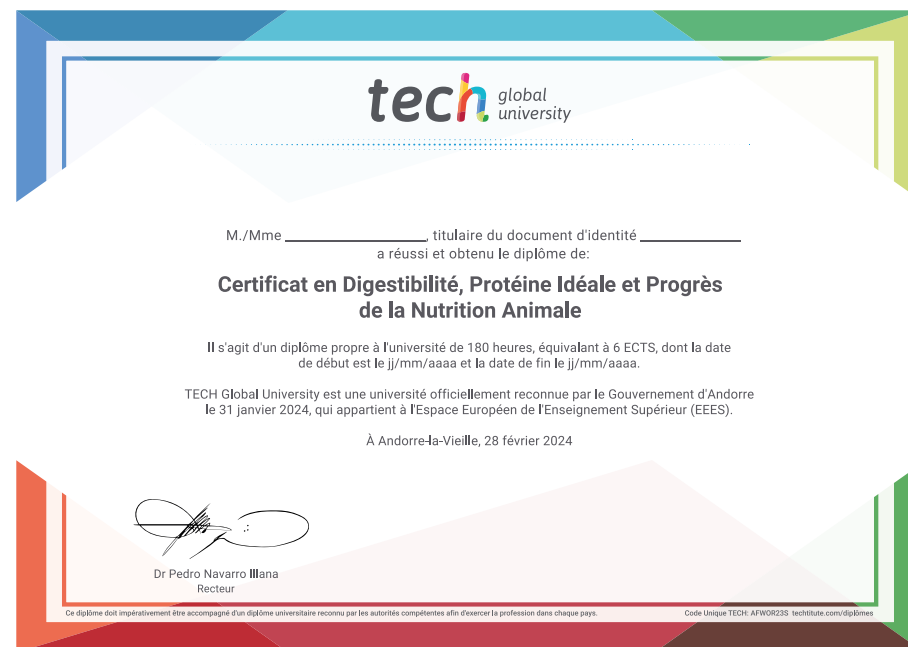 tech global university
M./Mme ____________________, titulaire du document d'identité ______________
a réussi et obtenu le diplôme de:
Certificat en Digestibilité, Protéine Idéale et Progrès
de la Nutrition Animale
Il s'agit d'un diplôme propre à l'université de 180 heures, équivalant à 6 ECTS, dont la date
de début est le jj/mm/aaaa et la date de fin le jj/mm/aaaa.
TECH Global University est une université officiellement reconnue par le Gouvernement d'Andorre
le 31 janvier 2024, qui appartient à l'Espace Européen de l'Enseignement Supérieur (EEES).
À Andorre-la-Vieille, 28 février 2024
Dr Pedro Navarro Illana
Recteur
Ce diplôme doit impérativement être accompagné d'un diplôme universitaire reconnu par les autorités compétentes afin d'exercer la profession dans chaque pays.
Code Unique TECH: AFWOR23S techtitute.com/diplômes